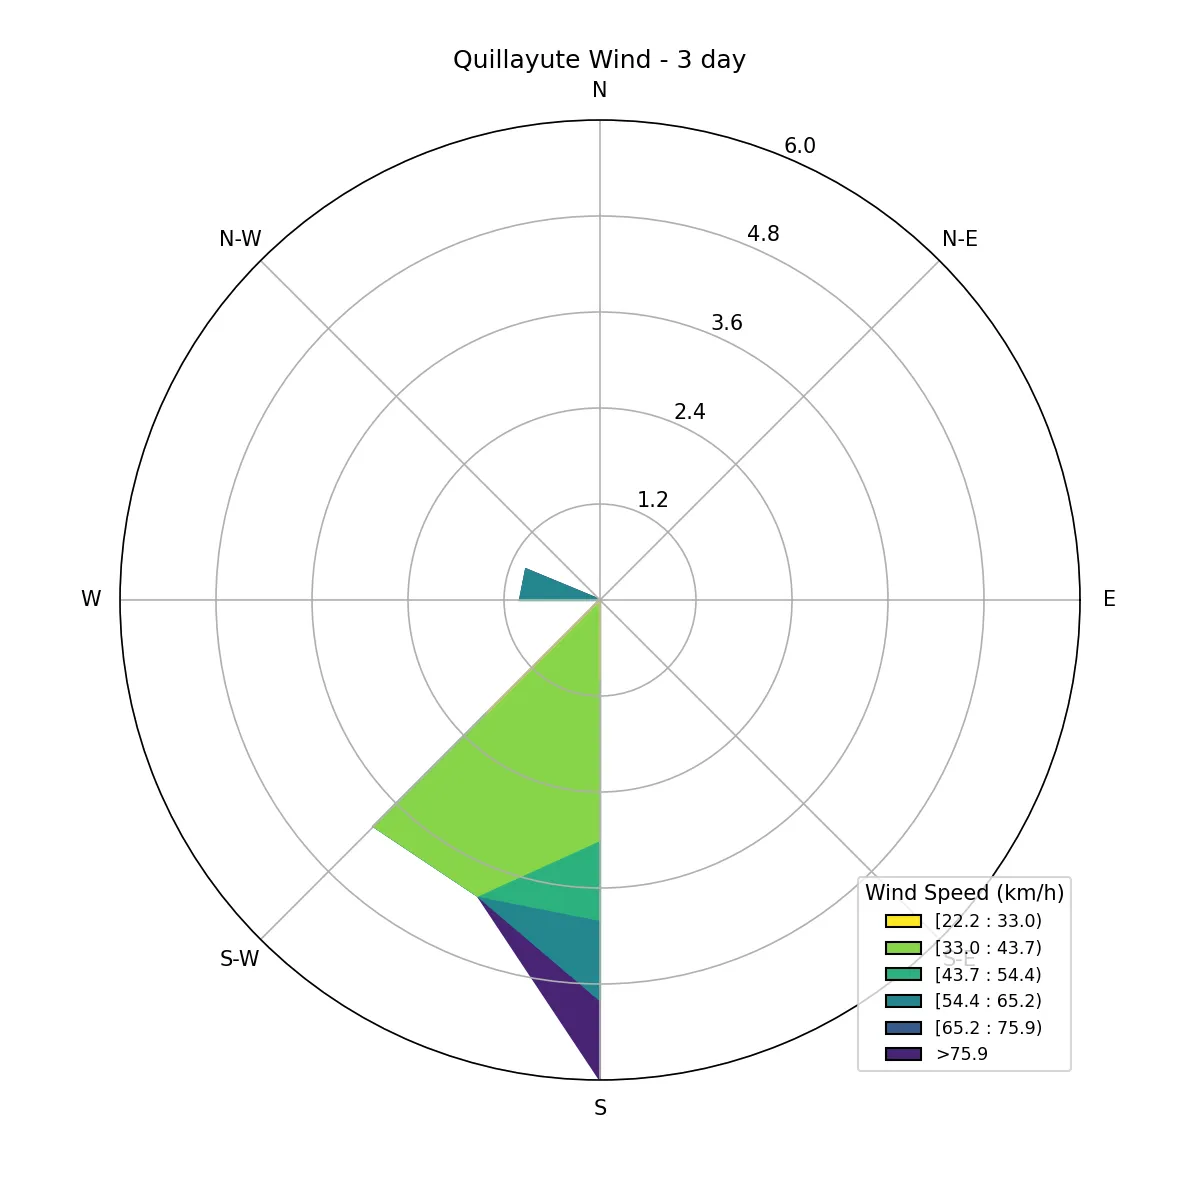 Quillayute Wind - 3 day
N
6.0
N-W
N-E
4.8
3.6
2.4
1.2
W
E
S-W
S-E
Wind Speed (km/h)
[22.2 : 33.0)
[33.0 : 43.7)
[43.7 : 54.4)
[54.4 : 65.2)
[65.2 : 75.9)
>75.9
S